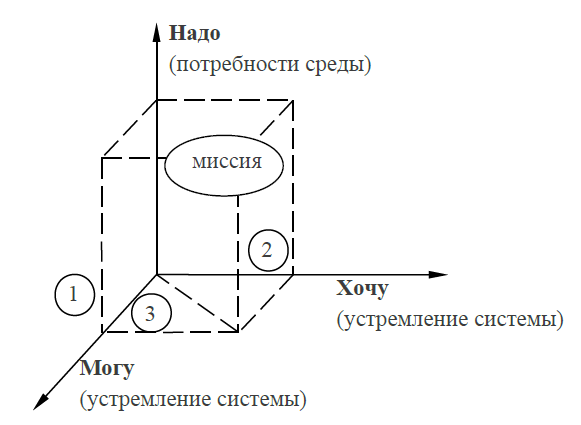 Надо
(потребности среды)
миссия
2
1
Хочу
3
(устремление системы)
Могу
(устремление системы)